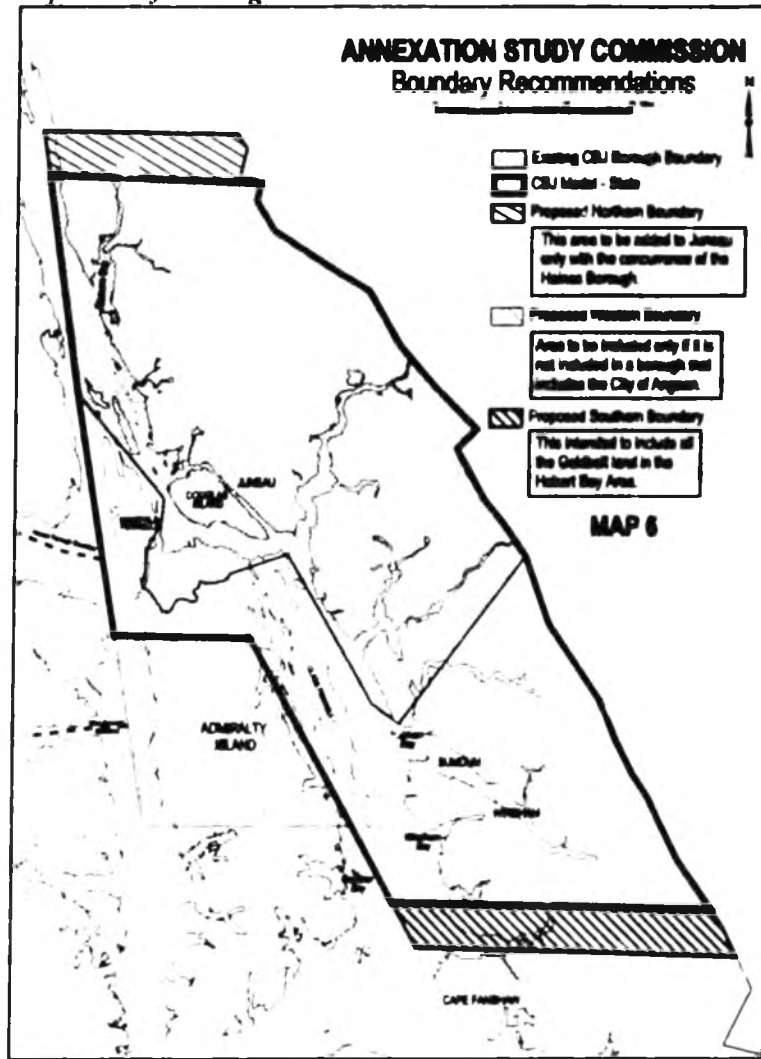 ANNEXATION STUDY COMMISSION
Boundary Recommendations
N
Existing CBJ Borough Boundary
CBJ Model - State
Proposed Northern Boundary
This area to be added to Juneau
only with the concurrence of the
Haines Borough.
Proposed Western Boundary
Area to be included only if it is
not included in a borough that
includes the City of Angoon.
Proposed Southern Boundary
This intended to include all
the Goldbelt land in the
Hobart Bay Area.
MAP 6
JUNEAU
DOUGLAS
ISLAND
ADMIRALTY
ISLAND
Bay
SUMDUM
Bay
Bay
CAPE FANSHAW